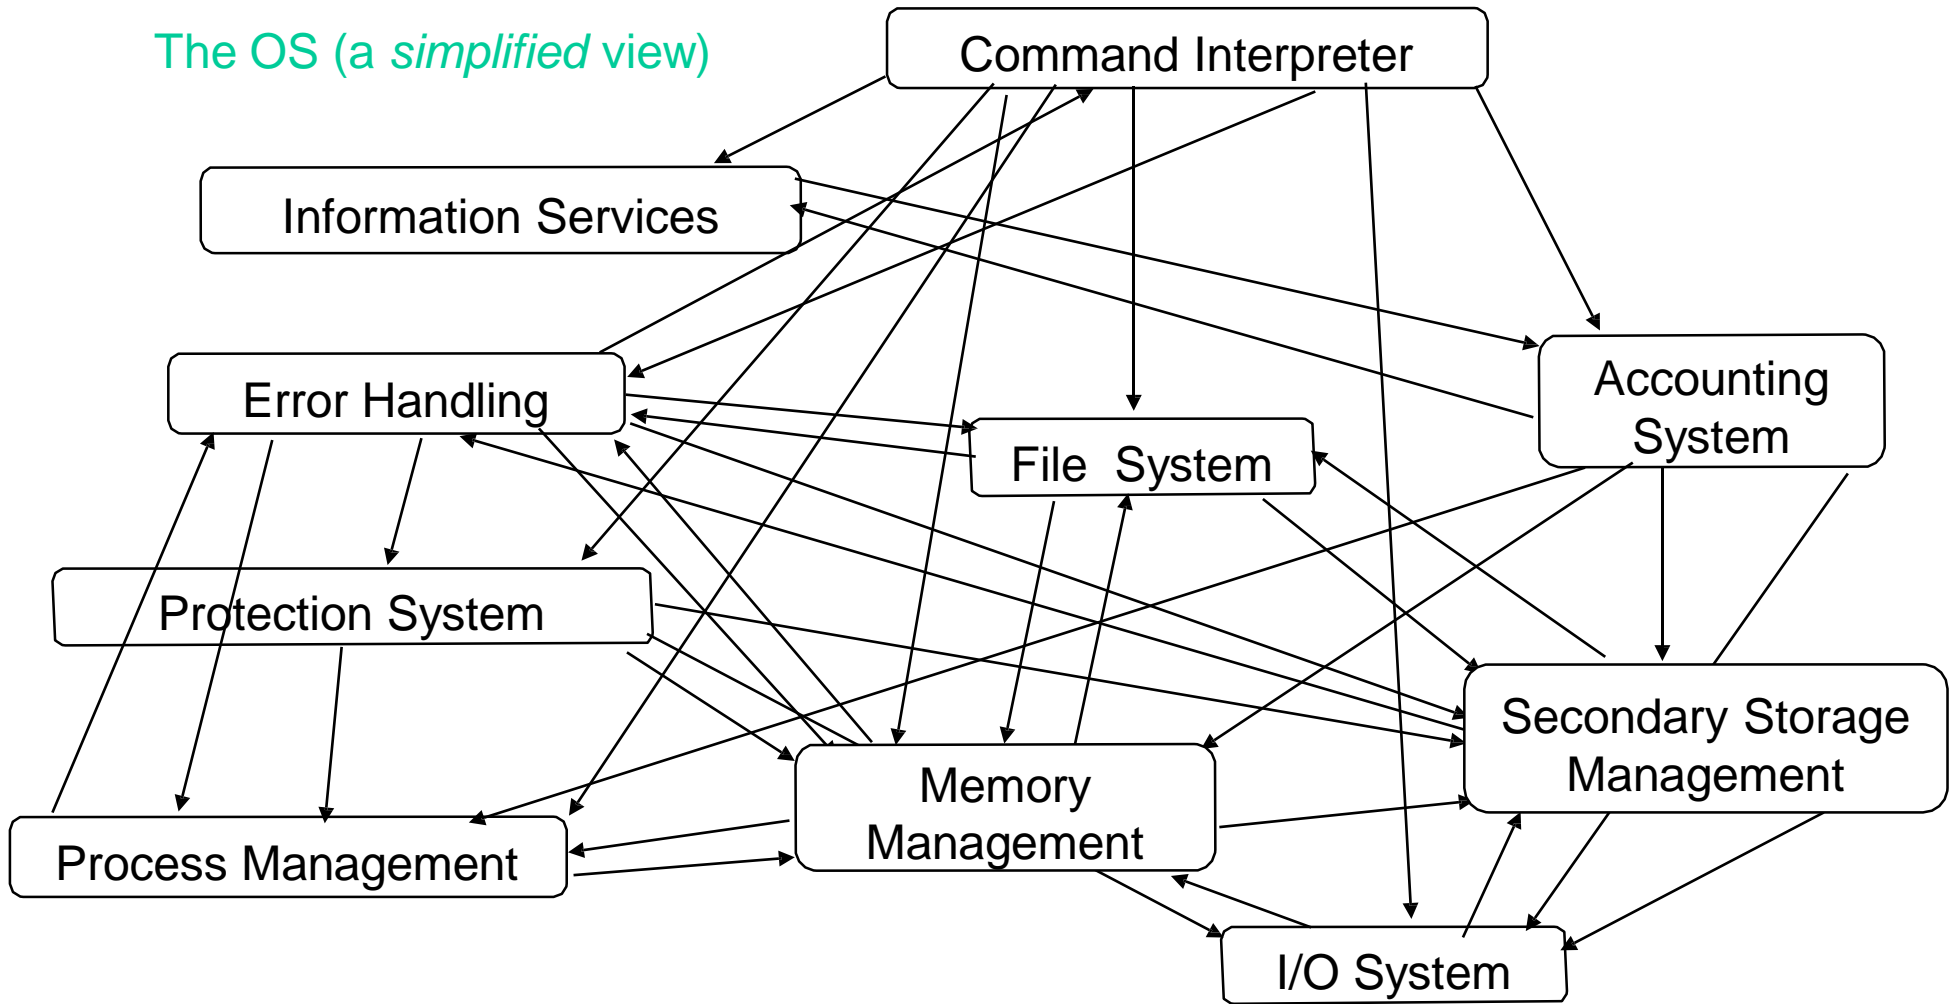 The OS (a simplified view)
Command Interpreter
Information Services
Error Handling
Accounting
System
File System
Protection System
Secondary Storage
Management
Memory
Management
Process Management
I/O System